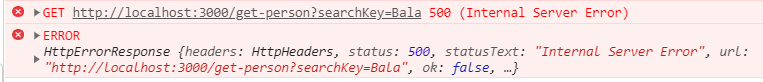 GET http://localhost:3000/get-person?searchKey=Bala 500 (Internal Server Error)
ERROR
HttpErrorResponse {headers: HttpHeaders, status: 500, statusText: "Internal Server Error", url:
"http://localhost:3000/get-person?searchKey=Bala", ok: false, …}